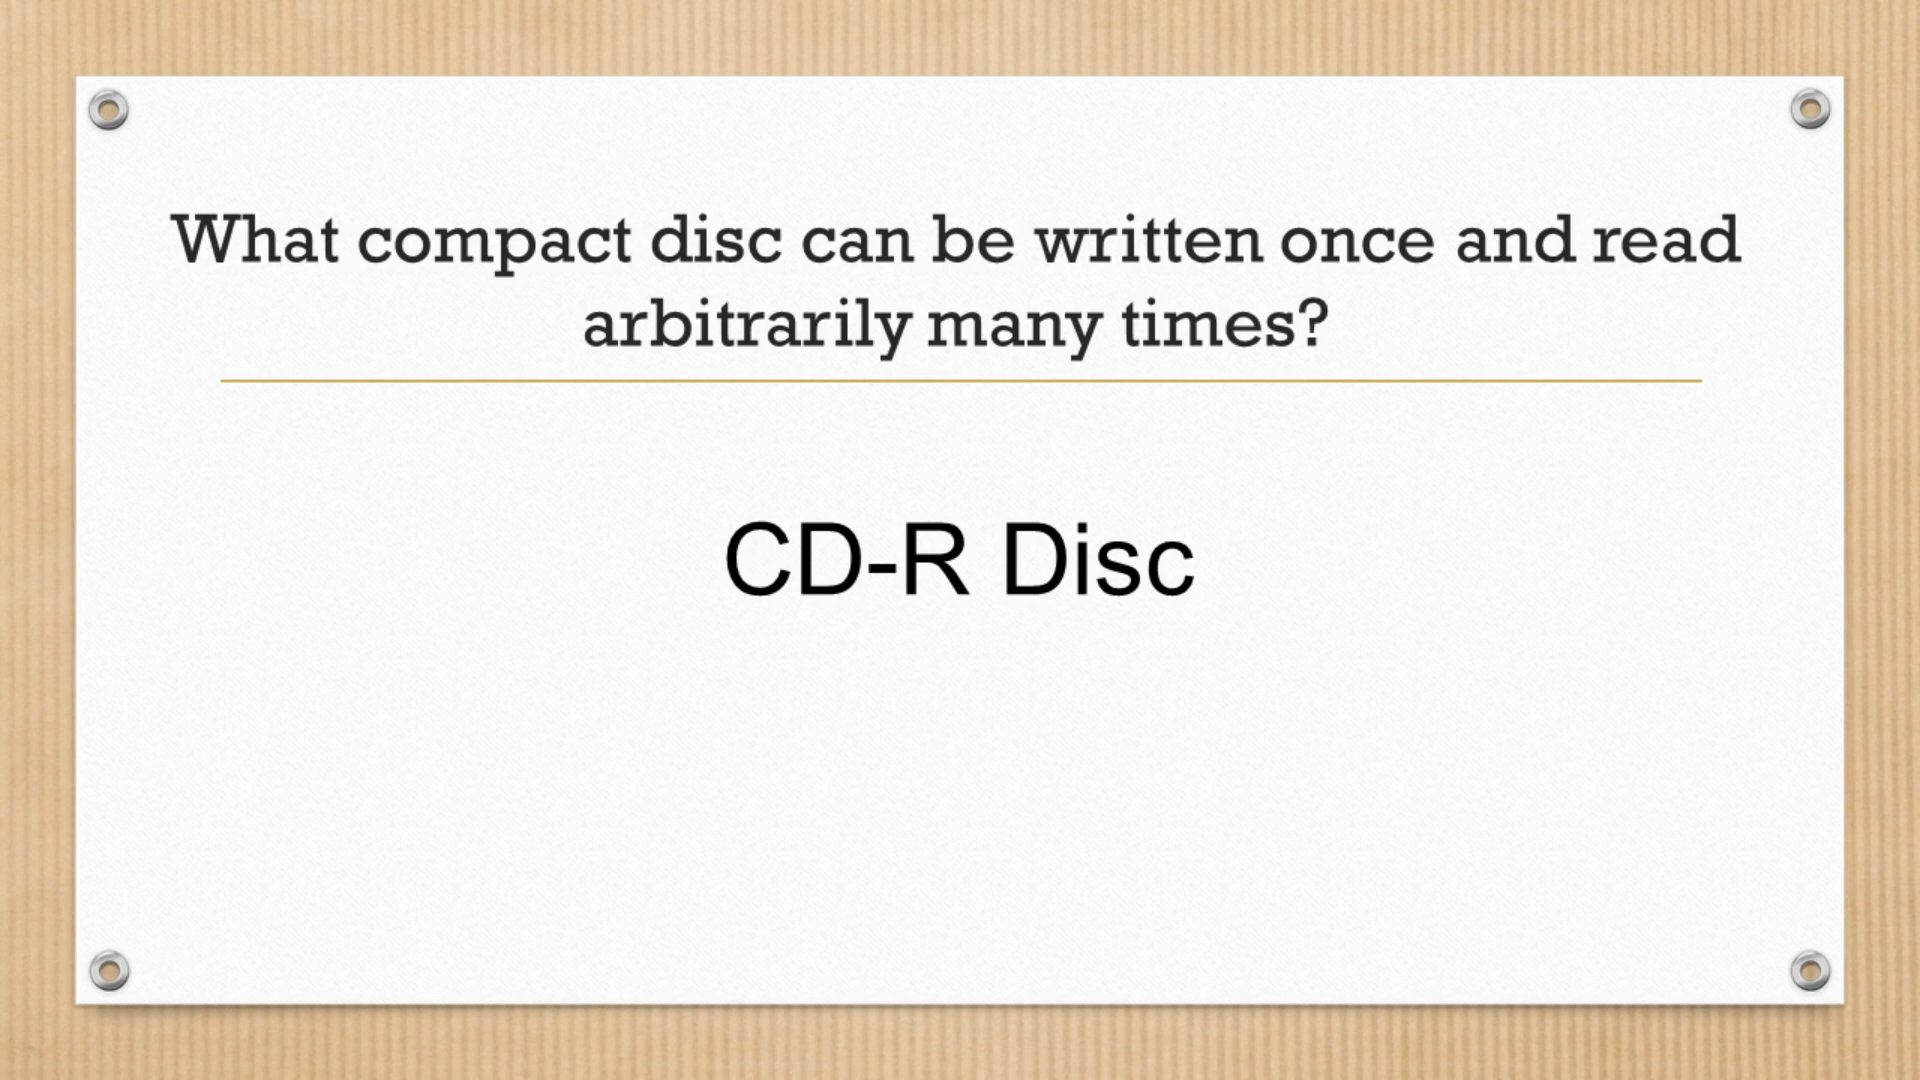 What compact disc can be written once and read
arbitrarily many times?
CD-R Disc